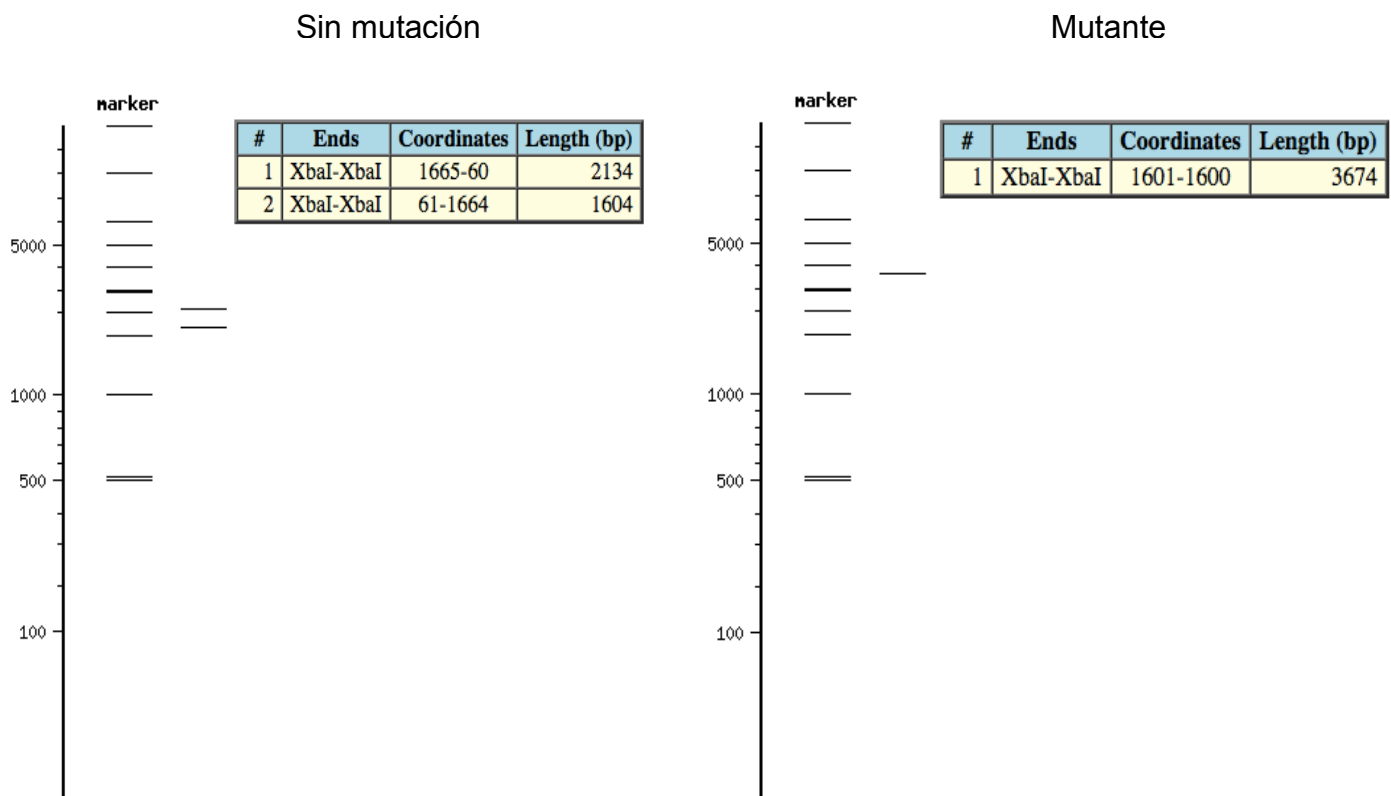 Sin mutación
Mutante
marker
# Ends Coordinates Length (bp)
1 XbaI-XbaI 1665-60 2134
2 XbaI-XbaI 61-1664 1604
5000
1000
500
100
marker
# Ends Coordinates Length (bp)
1 XbaI-XbaI 1601-1600 3674
5000
1000
500
100